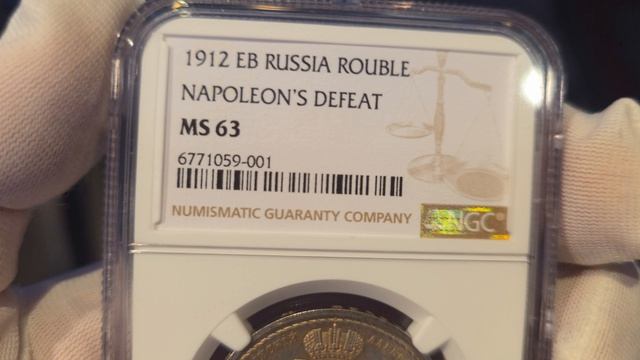 1912 EB RUSSIA ROUBLE
NAPOLEON'S DEFEAT
MS 63
6771059-001
NUMISMATIC GUARANTY COMPANY
NGC